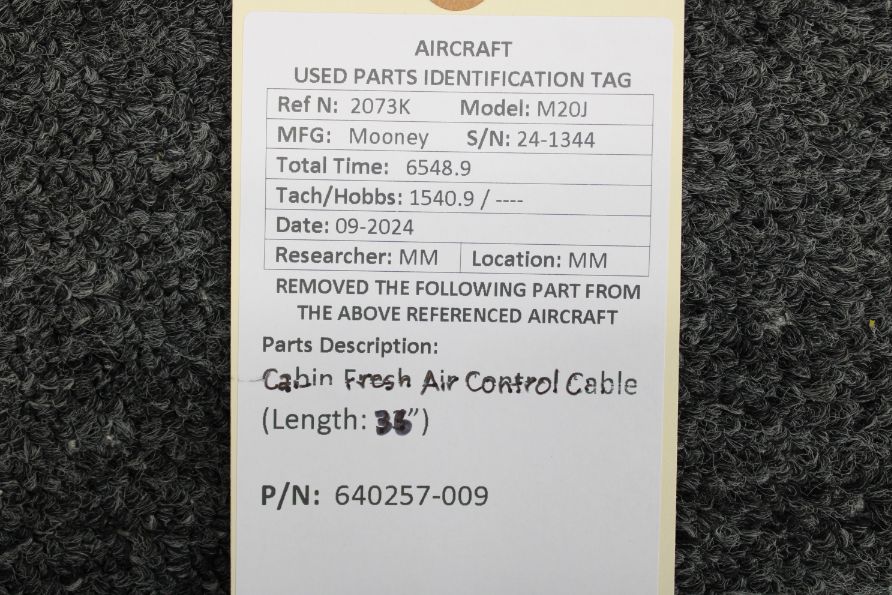 AIRCRAFT
USED PARTS IDENTIFICATION TAG
Ref N: 2073K Model: M20J
MFG: Mooney S/N: 24-1344
Total Time: 6548.9
Tach/Hobbs: 1540.9 / ----
Date: 09-2024
Researcher: MM Location: MM
REMOVED THE FOLLOWING PART FROM
THE ABOVE REFERENCED AIRCRAFT
Parts Description:
Cabin Fresh Air Control Cable
(Length: ”)
P/N: 640257-009